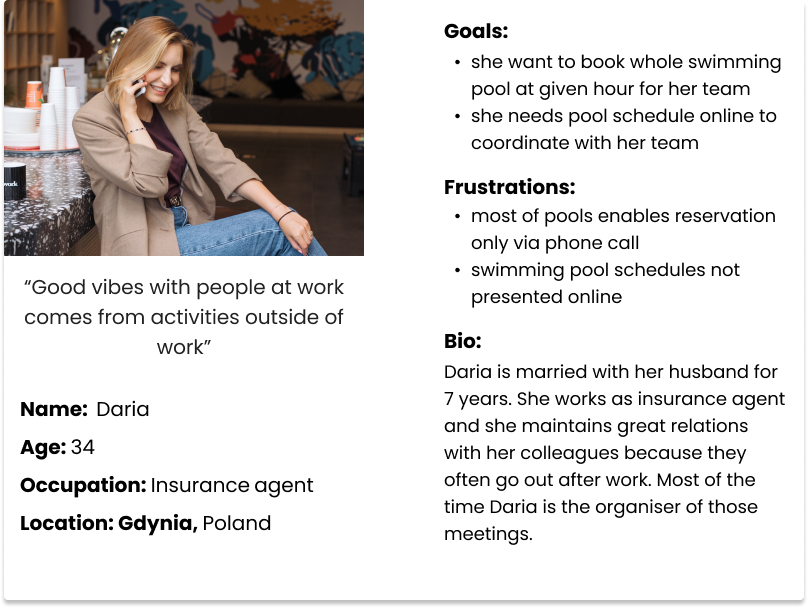 “Good vibes with people at work
comes from activities outside of
work”
Name: Daria
Age: 34
Occupation: Insurance agent
Location: Gdynia, Poland
Goals:
• she want to book whole swimming
pool at given hour for her team
• she needs pool schedule online to
coordinate with her team
Frustrations:
• most of pools enables reservation
only via phone call
• swimming pool schedules not
presented online
Bio:
Daria is married with her husband for
7 years. She works as insurance agent
and she maintains great relations
with her colleagues because they
often go out after work. Most of the
time Daria is the organiser of those
meetings.